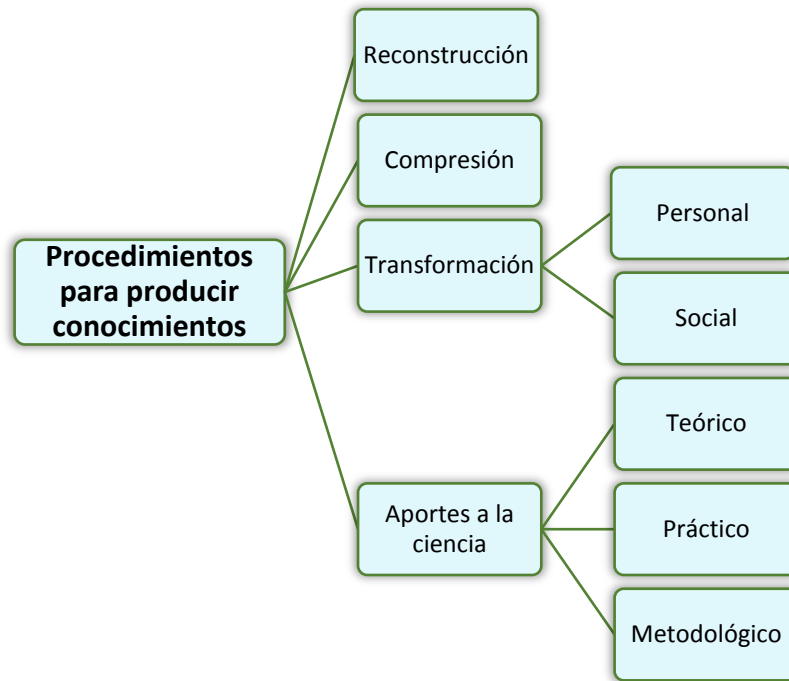 Reconstrucción
Compresión
Personal
Procedimientos
para producir
conocimientos
Transformación
Social
Teórico
Aportes a la
ciencia
Práctico
Metodológico